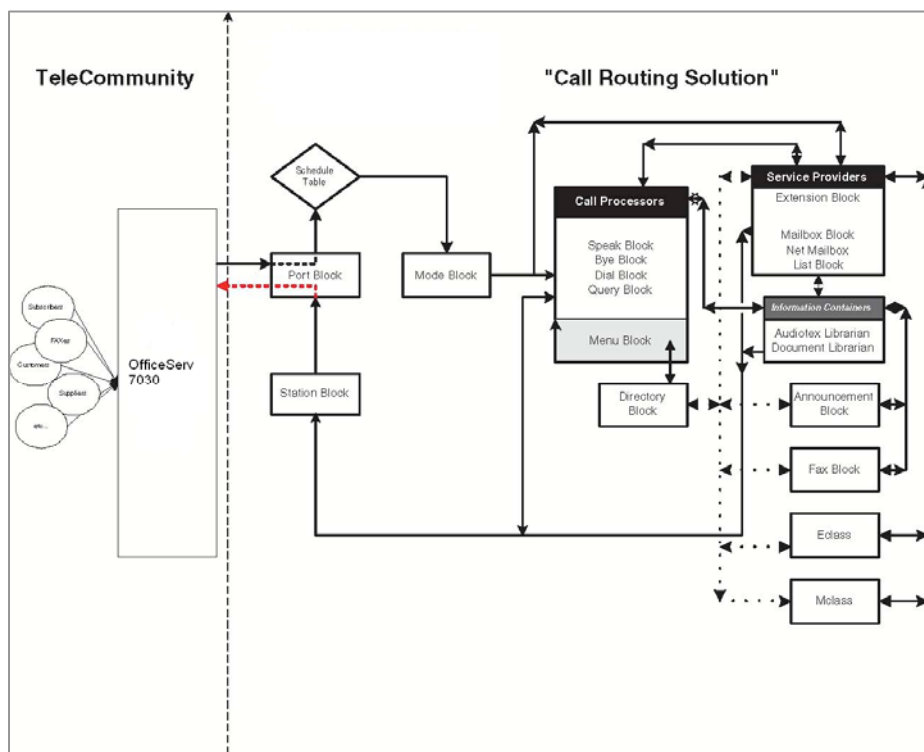 TeleCommunity
"Call Routing Solution"
Schedule
Table
Service Providers
Extension Block
Mailbox Block
Net Mailbox
List Block
Call Processors
Speak Block
Bye Block
Dial Block
Query Block
Menu Block
Port Block
Mode Block
Subscribers
FAXes
Customers
Suppliers
etc...
OfficeServ
7030
Information Containers
Audiotex Librarian
Document Librarian
Station Block
Directory
Block
Announcement
Block
Fax Block
Eclass
Mclass